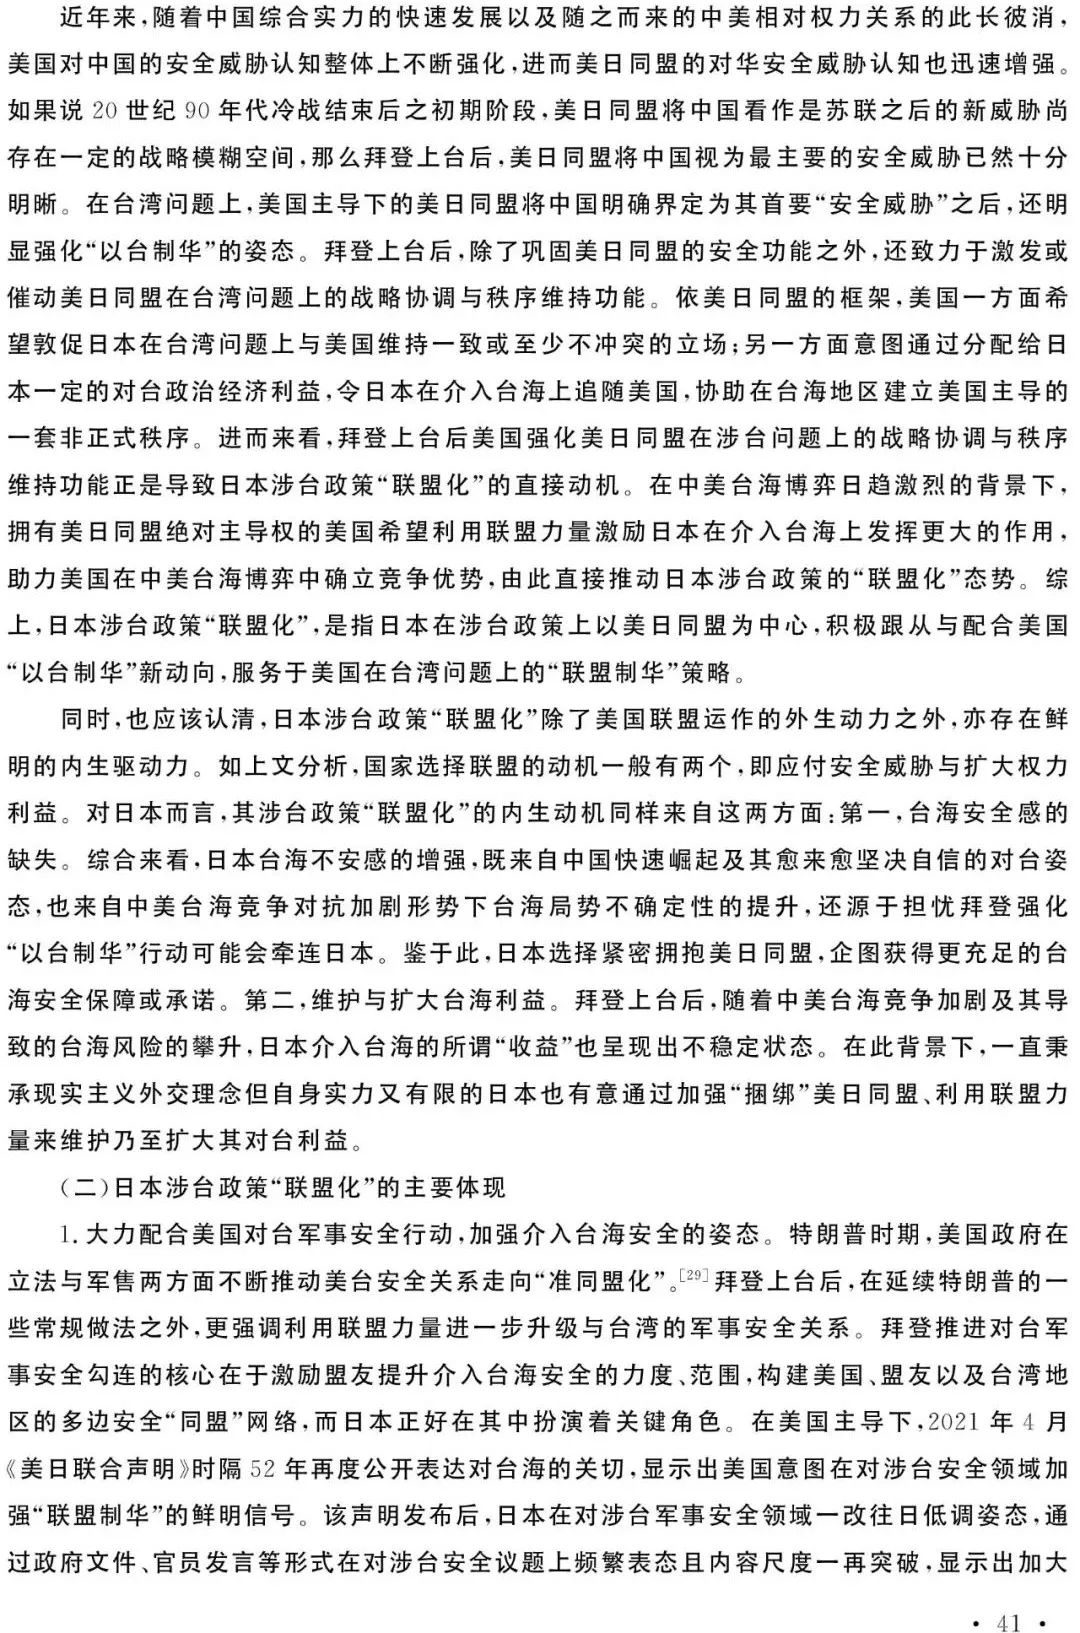 近年来,随着中国综合实力的快速发展以及随之而来的中美相对权力关系的此长彼消,
美国对中国的安全威胁认知整体上不断强化,进而美日同盟的对华安全威胁认知也迅速增强。
如果说 20 世纪 90 年代冷战结束后之初期阶段,美日同盟将中国看作是苏联之后的新威胁尚
存在一定的战略模糊空间,那么拜登上台后,美日同盟将中国视为最主要的安全威胁已然十分
明晰。在台湾问题上,美国主导下的美日同盟将中国明确界定为其首要“安全威胁”之后,还明
显强化“以台制华”的姿态。拜登上台后,除了巩固美日同盟的安全功能之外,还致力于激发或
催动美日同盟在台湾问题上的战略协调与秩序维持功能。依美日同盟的框架,美国一方面希
望敦促日本在台湾问题上与美国维持一致或至少不冲突的立场;另一方面意图通过分配给日
本一定的对台政治经济利益,令日本在介入台海上追随美国,协助在台海地区建立美国主导的
一套非正式秩序。进而来看,拜登上台后美国强化美日同盟在涉台问题上的战略协调与秩序
维持功能正是导致日本涉台政策“联盟化”的直接动机。在中美台海博弈日趋激烈的背景下,
拥有美日同盟绝对主导权的美国希望利用联盟力量激励日本在介入台海上发挥更大的作用,
助力美国在中美台海博弈中确立竞争优势,由此直接推动日本涉台政策的“联盟化”态势。综
上,日本涉台政策“联盟化”,是指日本在涉台政策上以美日同盟为中心,积极跟从与配合美国
“以台制华”新动向,服务于美国在台湾问题上的“联盟制华”策略。
同时,也应该认清,日本涉台政策“联盟化”除了美国联盟运作的外生动力之外,亦存在鲜
明的内生驱动力。如上文分析,国家选择联盟的动机一般有两个,即应付安全威胁与扩大权力
利益。对日本而言,其涉台政策“联盟化”的内生动机同样来自这两方面:第一,台海安全感的
缺失。综合来看,日本台海不安感的增强,既来自中国快速崛起及其愈来愈坚决自信的对台姿
态,也来自中美台海竞争对抗加剧形势下台海局势不确定性的提升,还源于担忧拜登强化
“以台制华”行动可能会牵连日本。鉴于此,日本选择紧密拥抱美日同盟,企图获得更充足的台
海安全保障或承诺。第二,维护与扩大台海利益。拜登上台后,随着中美台海竞争加剧及其导
致的台海风险的攀升,日本介入台海的所谓“收益”也呈现出不稳定状态。在此背景下,一直秉
承现实主义外交理念但自身实力又有限的日本也有意通过加强“捆绑”美日同盟、利用联盟力
量来维护乃至扩大其对台利益。
(二)日本涉台政策“联盟化”的主要体现
1. 大力配合美国对台军事安全行动,加强介入台海安全的姿态。特朗普时期,美国政府在
立法与军售两方面不断推动美台安全关系走向“准同盟化”。[29]拜登上台后,在延续特朗普的一
些常规做法之外,更强调利用联盟力量进一步升级与台湾的军事安全关系。拜登推进对台军
事安全勾连的核心在于激励盟友提升介入台海安全的力度、范围,构建美国、盟友以及台湾地
区的多边安全“同盟”网络,而日本正好在其中扮演着关键角色。在美国主导下,2021 年 4 月
《美日联合声明》时隔 52 年再度公开表达对台海的关切,显示出美国意图在对涉台安全领域加
强“联盟制华”的鲜明信号。该声明发布后,日本在对涉台军事安全领域一改往日低调姿态,通
过政府文件、官员发言等形式在对涉台安全议题上频繁表态且内容尺度一再突破,显示出加大
· 41 ·